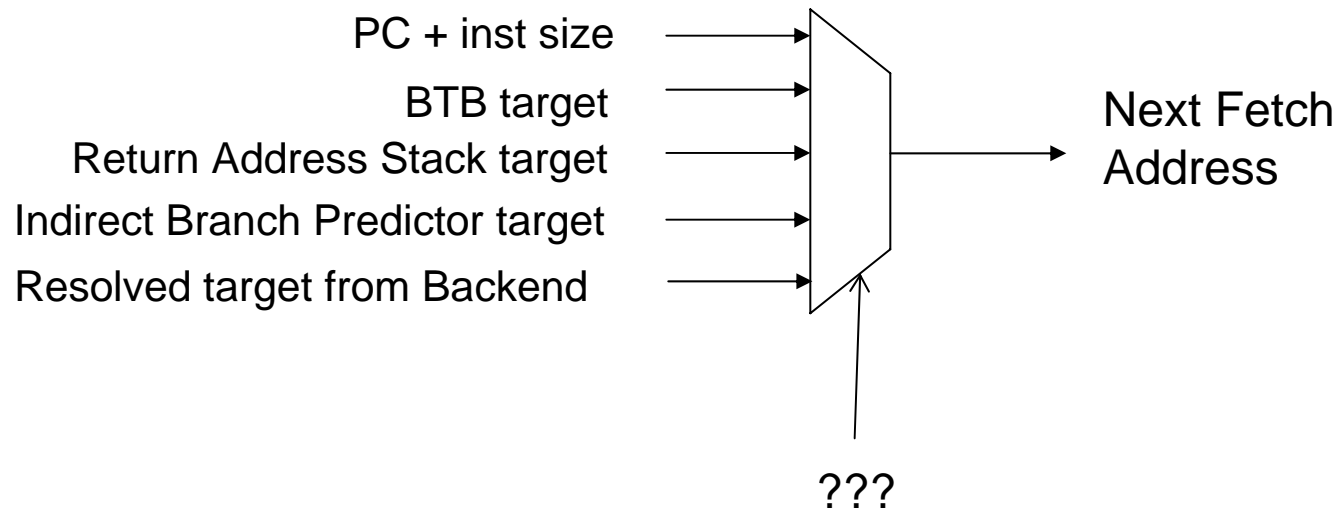 PC + inst size
BTB target
Return Address Stack target
Indirect Branch Predictor target
Resolved target from Backend
Next Fetch
Address
???